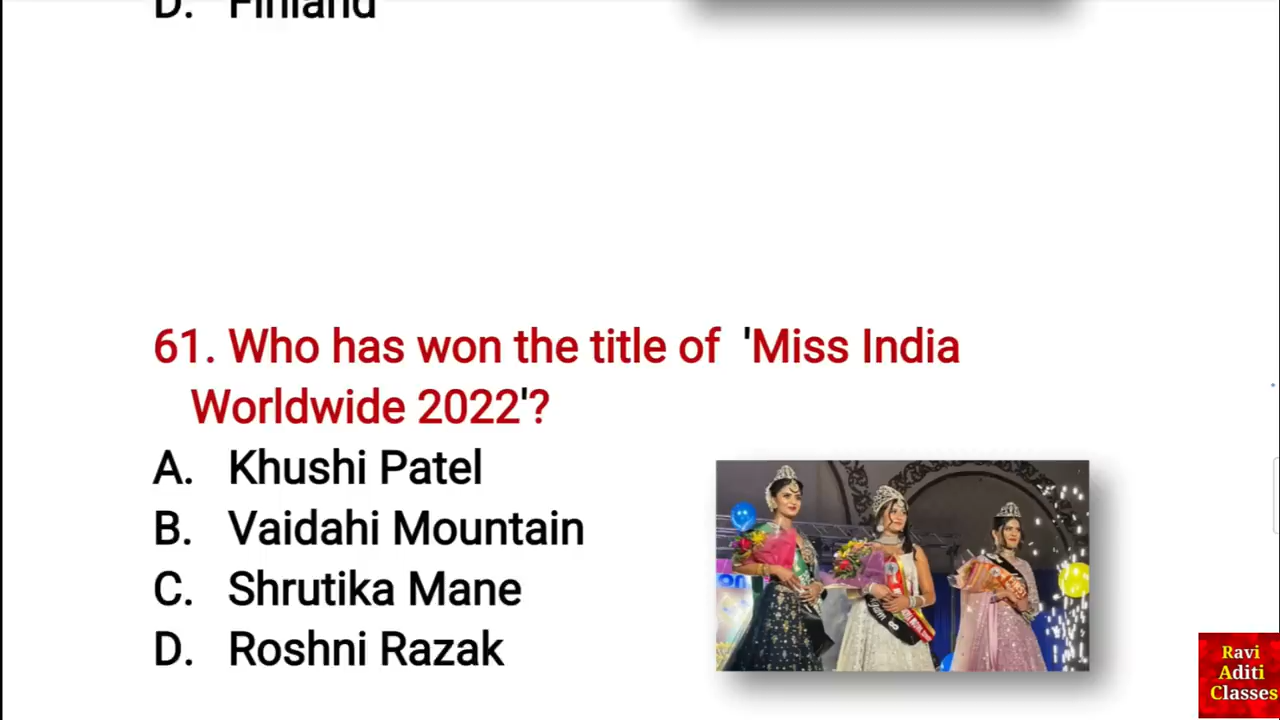 D. Finland
61. Who has won the title of 'Miss India
Worldwide 2022'?
A. Khushi Patel
B. Vaidahi Mountain
C. Shrutika Mane
D. Roshni Razak
Ravi
Aditi
Classes